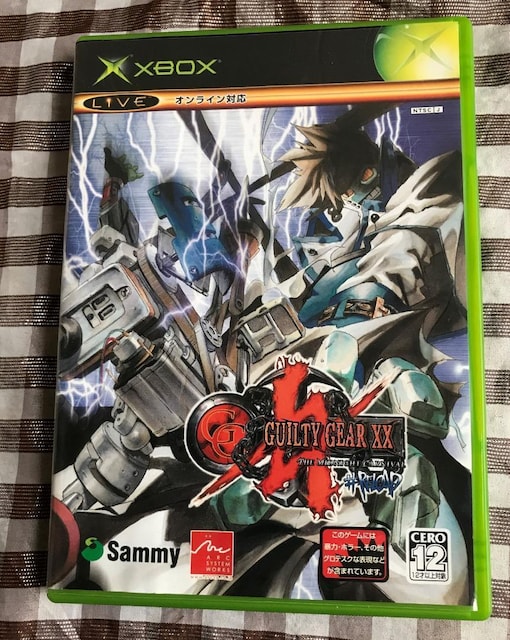 XBOX
LIVE オンライン対応
NTSC J
GG
GUILTY GEAR XX
THE MIDNIGHT CARNIVAL
#RELOAD
Sammy
ARC
SYSTEM
WORKS
このゲームには
暴力・ホラー、その他
グロテスクな表現など
が含まれています。
CERO
12
12才以上対象